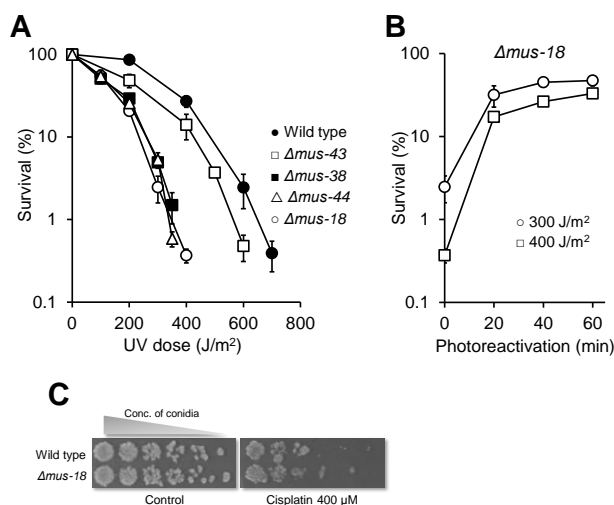 A
100
10
1
0.1
Survival (%)
0
200
400
600
800
UV dose (J/m²)
Wild type
Δmus-43
Δmus-38
Δmus-44
Δmus-18
B
Δmus-18
100
10
1
0.1
Survival (%)
0
20
40
60
Photoreactivation (min)
300 J/m²
400 J/m²
C
Conc. of conidia
Wild type
Δmus-18
Control
Cisplatin 400 μM